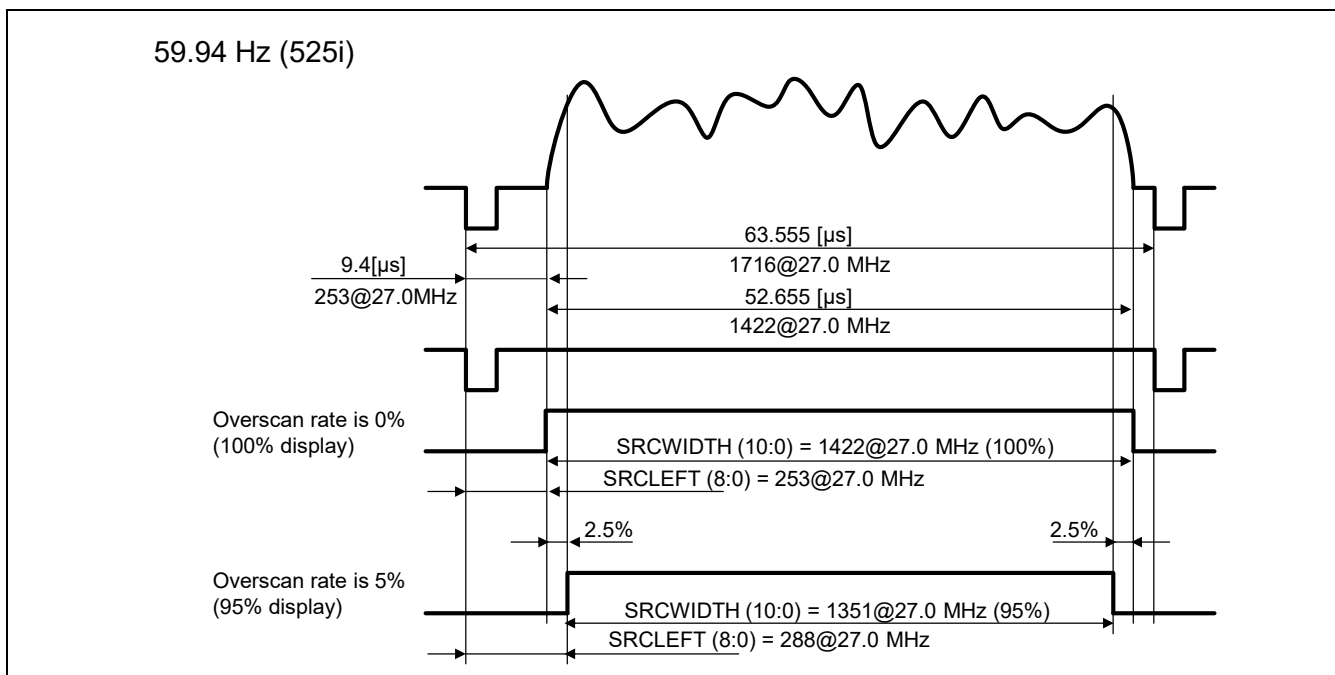 59.94 Hz (525i)
63.555 [µs]
9.4[µs]
1716@27.0 MHz
253@27.0MHz
52.655 [µs]
1422@27.0 MHz
Overscan rate is 0%
(100% display)
SRCWIDTH (10:0) = 1422@27.0 MHz (100%)
SRCLEFT (8:0) = 253@27.0 MHz
2.5%
2.5%
Overscan rate is 5%
(95% display)
SRCWIDTH (10:0) = 1351@27.0 MHz (95%)
SRCLEFT (8:0) = 288@27.0 MHz